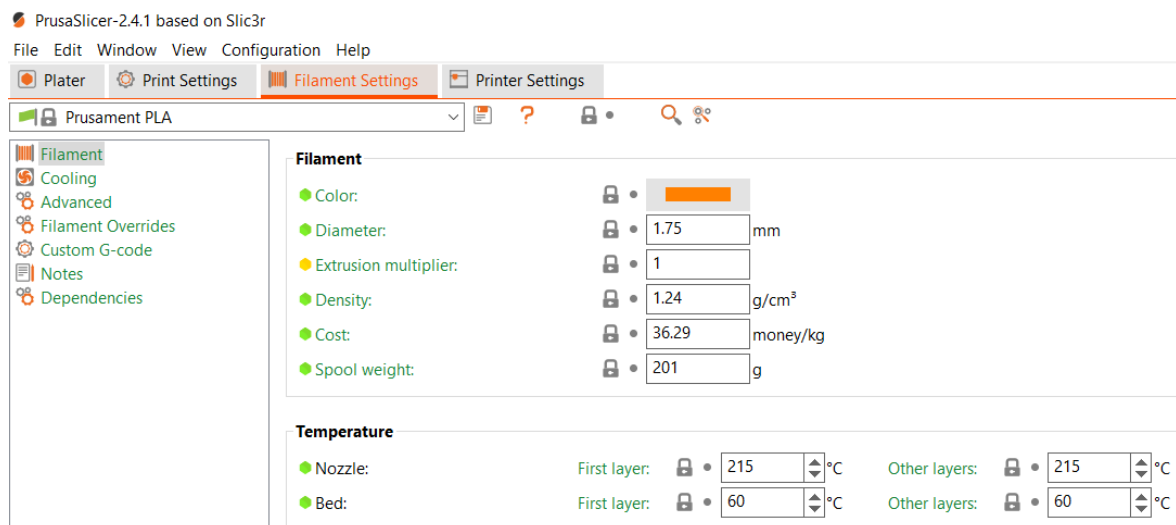 PrusaSlicer-2.4.1 based on Slic3r
File Edit Window View Configuration Help
Plater Print Settings Filament Settings Printer Settings
Prusament PLA ?
Filament
Cooling
Advanced
Filament Overrides
Custom G-code
Notes
Dependencies
Filament
Color:
Diameter: 1.75 mm
Extrusion multiplier: 1
Density: 1.24 g/cm³
Cost: 36.29 money/kg
Spool weight: 201 g
Temperature
Nozzle: First layer: 215 °C Other layers: 215 °C
Bed: First layer: 60 °C Other layers: 60 °C